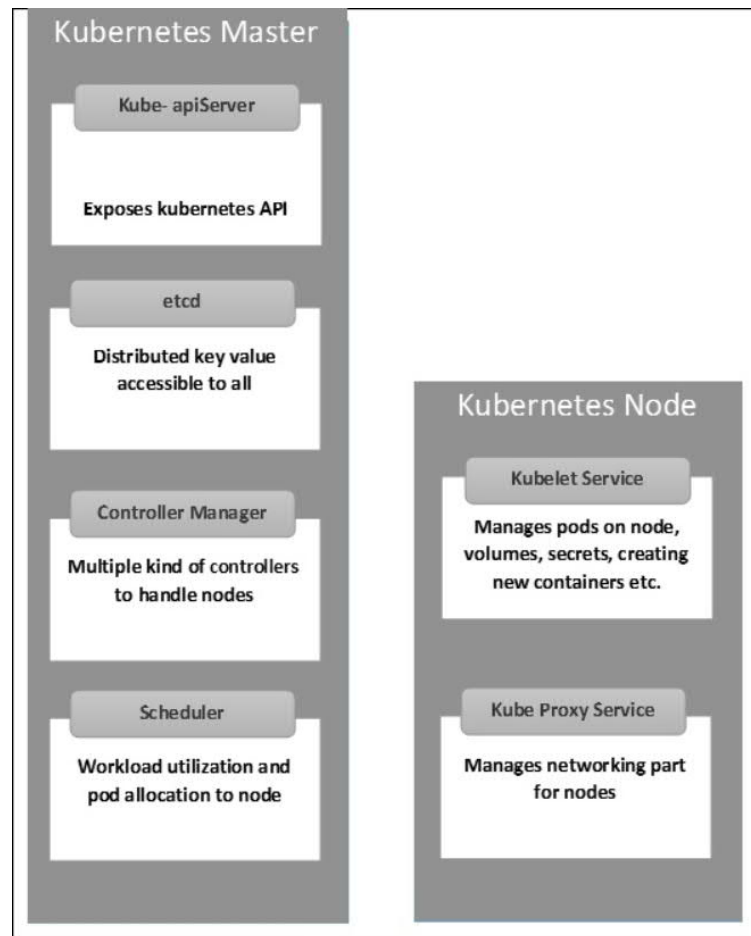 Kubernetes Master
Kube- apiServer
Exposes kubernetes API
etcd
Distributed key value
accessible to all
Controller Manager
Multiple kind of controllers
to handle nodes
Scheduler
Workload utilization and
pod allocation to node
Kubernetes Node
Kubelet Service
Manages pods on node,
volumes, secrets, creating
new containers etc.
Kube Proxy Service
Manages networking part
for nodes